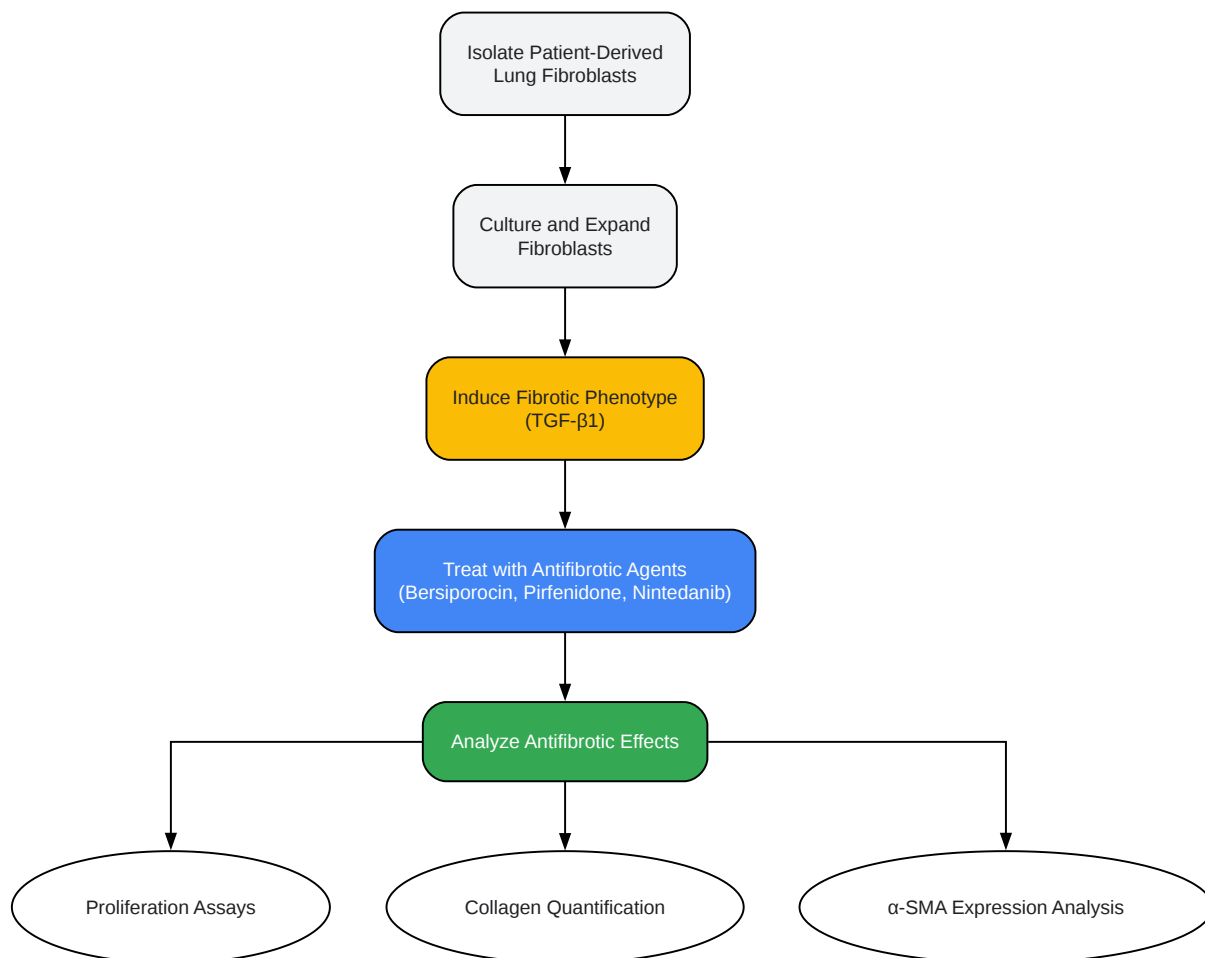 Isolate Patient-Derived
Lung Fibroblasts
Culture and Expand
Fibroblasts
Induce Fibrotic Phenotype
(TGF-β1)
Treat with Antifibrotic Agents
(Bersiporocin, Pirfenidone, Nintedanib)
Analyze Antifibrotic Effects
Proliferation Assays
Collagen Quantification
α-SMA Expression Analysis